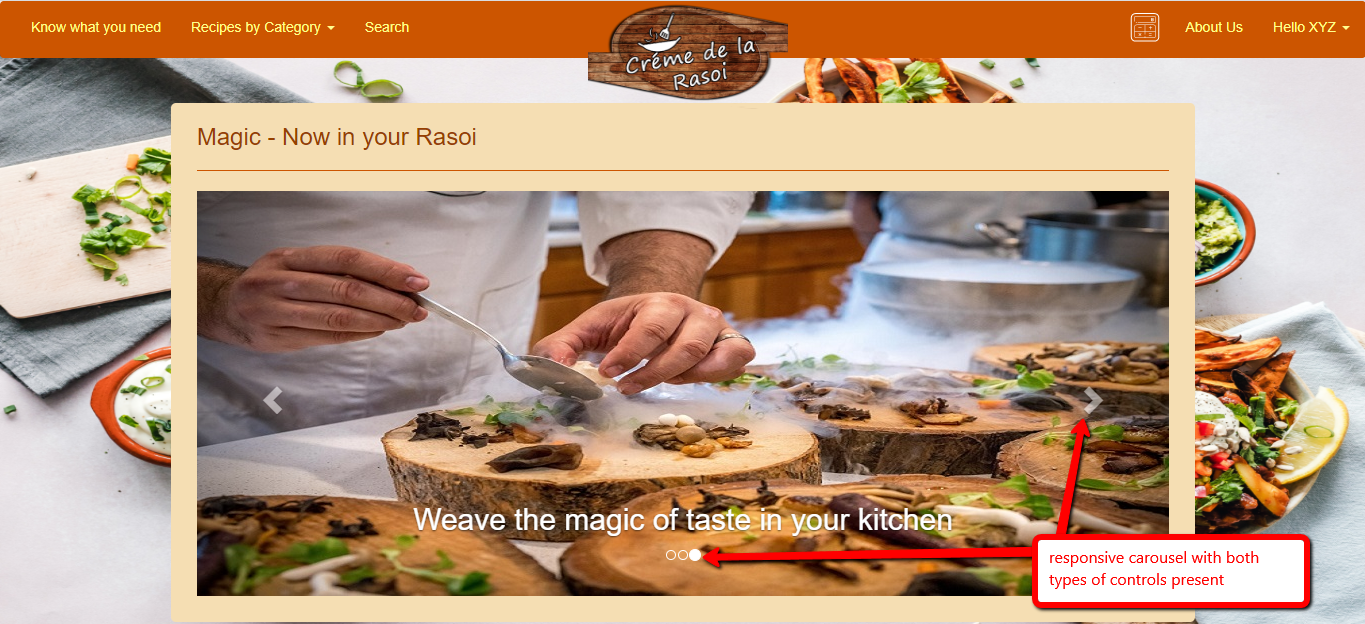 Know what you need
Recipes by Category
Search
Créme de la
Rasoi
About Us
Hello XYZ
Magic - Now in your Rasoi
Weave the magic of taste in your kitchen
responsive carousel with both
types of controls present